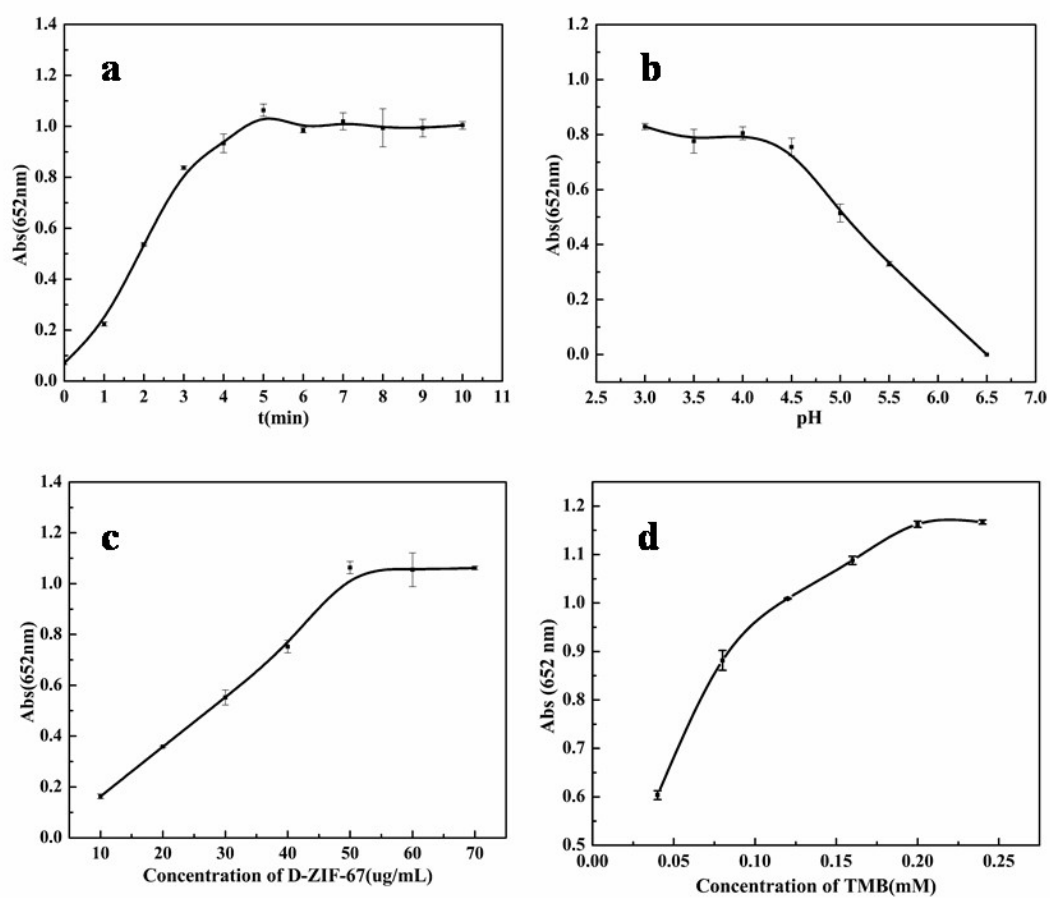 a
Abs(652nm)
1.4
1.2
1.0
0.8
0.6
0.4
0.2
0.0
0 1 2 3 4 5 6 7 8 9 10 11
t(min)
b
Abs(652nm)
1.2
1.0
0.8
0.6
0.4
0.2
0.0
2.5 3.0 3.5 4.0 4.5 5.0 5.5 6.0 6.5 7.0
pH
c
Abs(652nm)
1.4
1.2
1.0
0.8
0.6
0.4
0.2
0.0
10 20 30 40 50 60 70
Concentration of D-ZIF-67(ug/mL)
d
Abs (652 nm)
1.2
1.1
1.0
0.9
0.8
0.7
0.6
0.5
0.00 0.05 0.10 0.15 0.20 0.25
Concentration of TMB(mM)